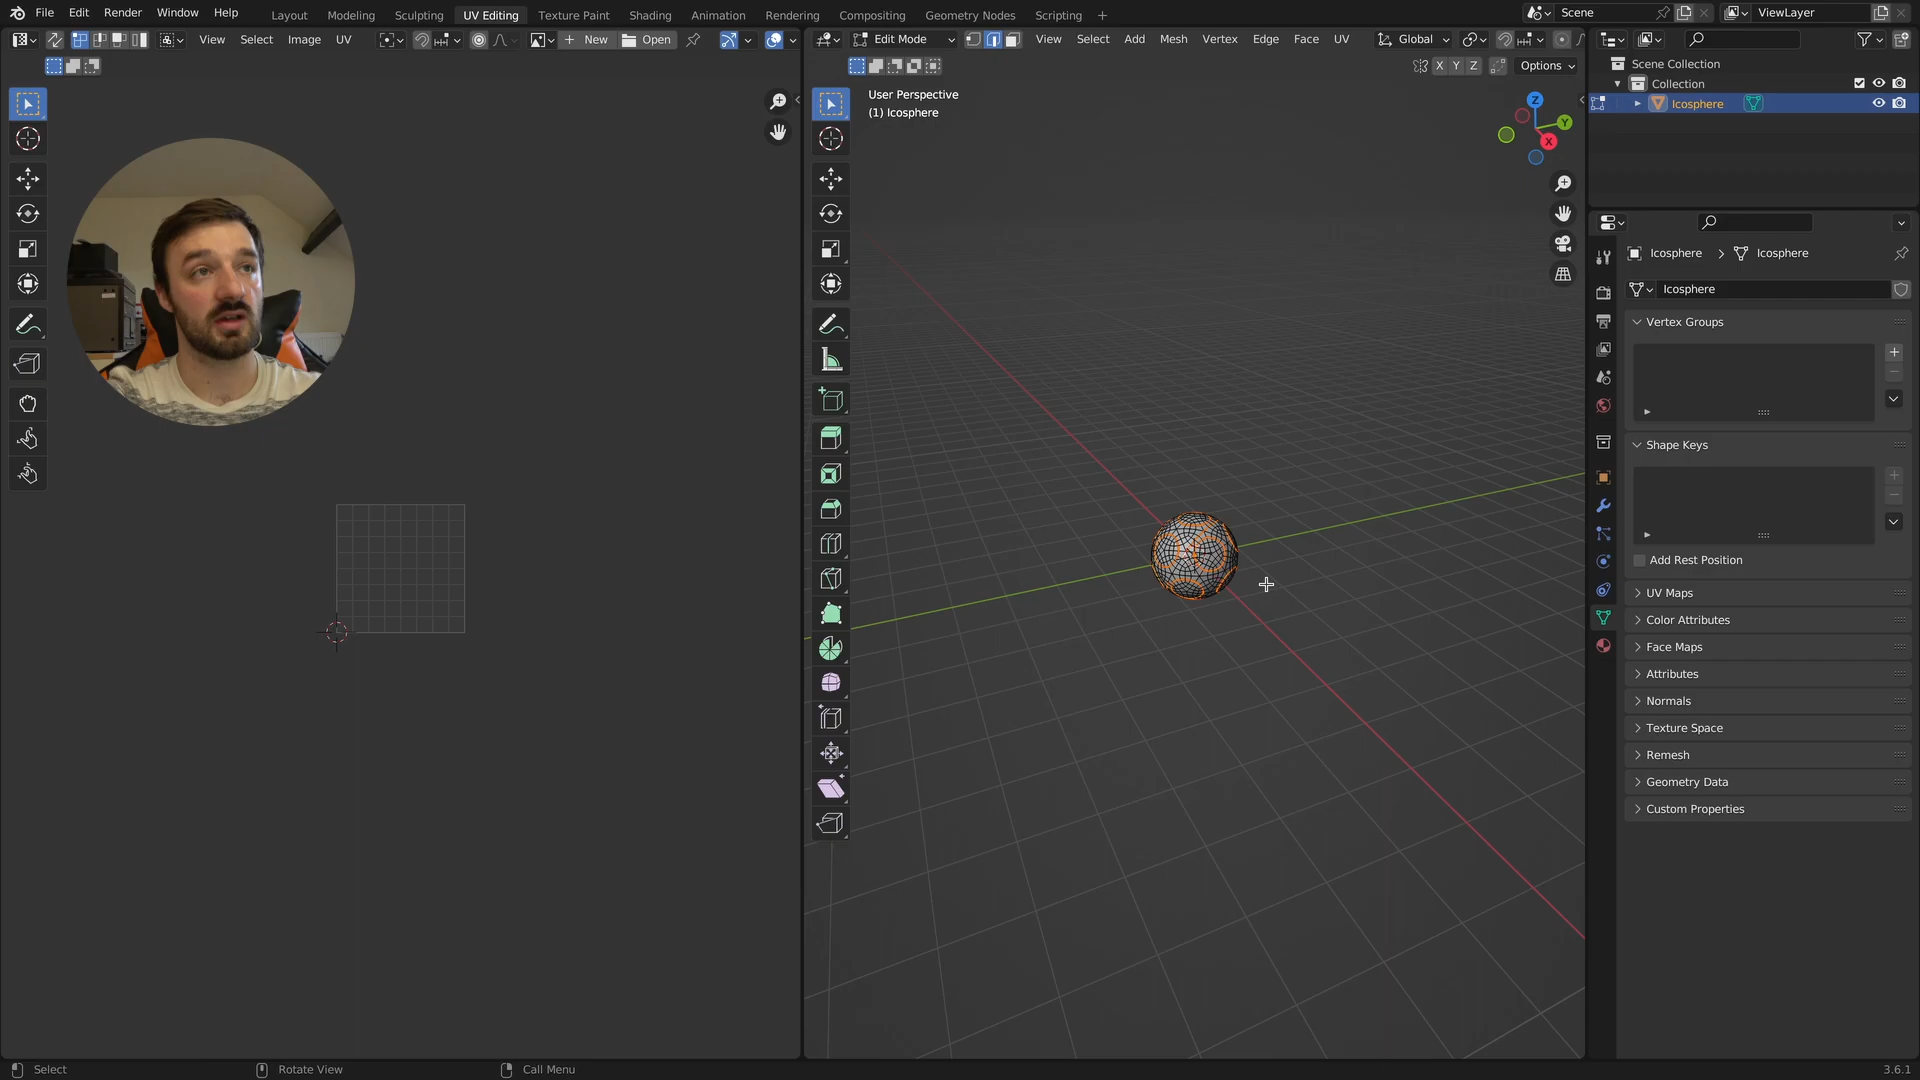 File Edit Render Window Help
Layout Modeling Sculpting UV Editing Texture Paint Shading Animation Rendering Compositing Geometry Nodes Scripting +
Scene
ViewLayer
View Select Image UV
New
Open
Edit Mode
View Select Add Mesh Vertex Edge Face UV
Global
X Y Z
Options
User Perspective
(1) Icosphere
Z
Y
X
Scene Collection
Collection
Icosphere
Icosphere > Icosphere
Icosphere
Vertex Groups
Shape Keys
Add Rest Position
UV Maps
Color Attributes
Face Maps
Attributes
Normals
Texture Space
Remesh
Geometry Data
Custom Properties
Select
Rotate View
Call Menu
3.6.1